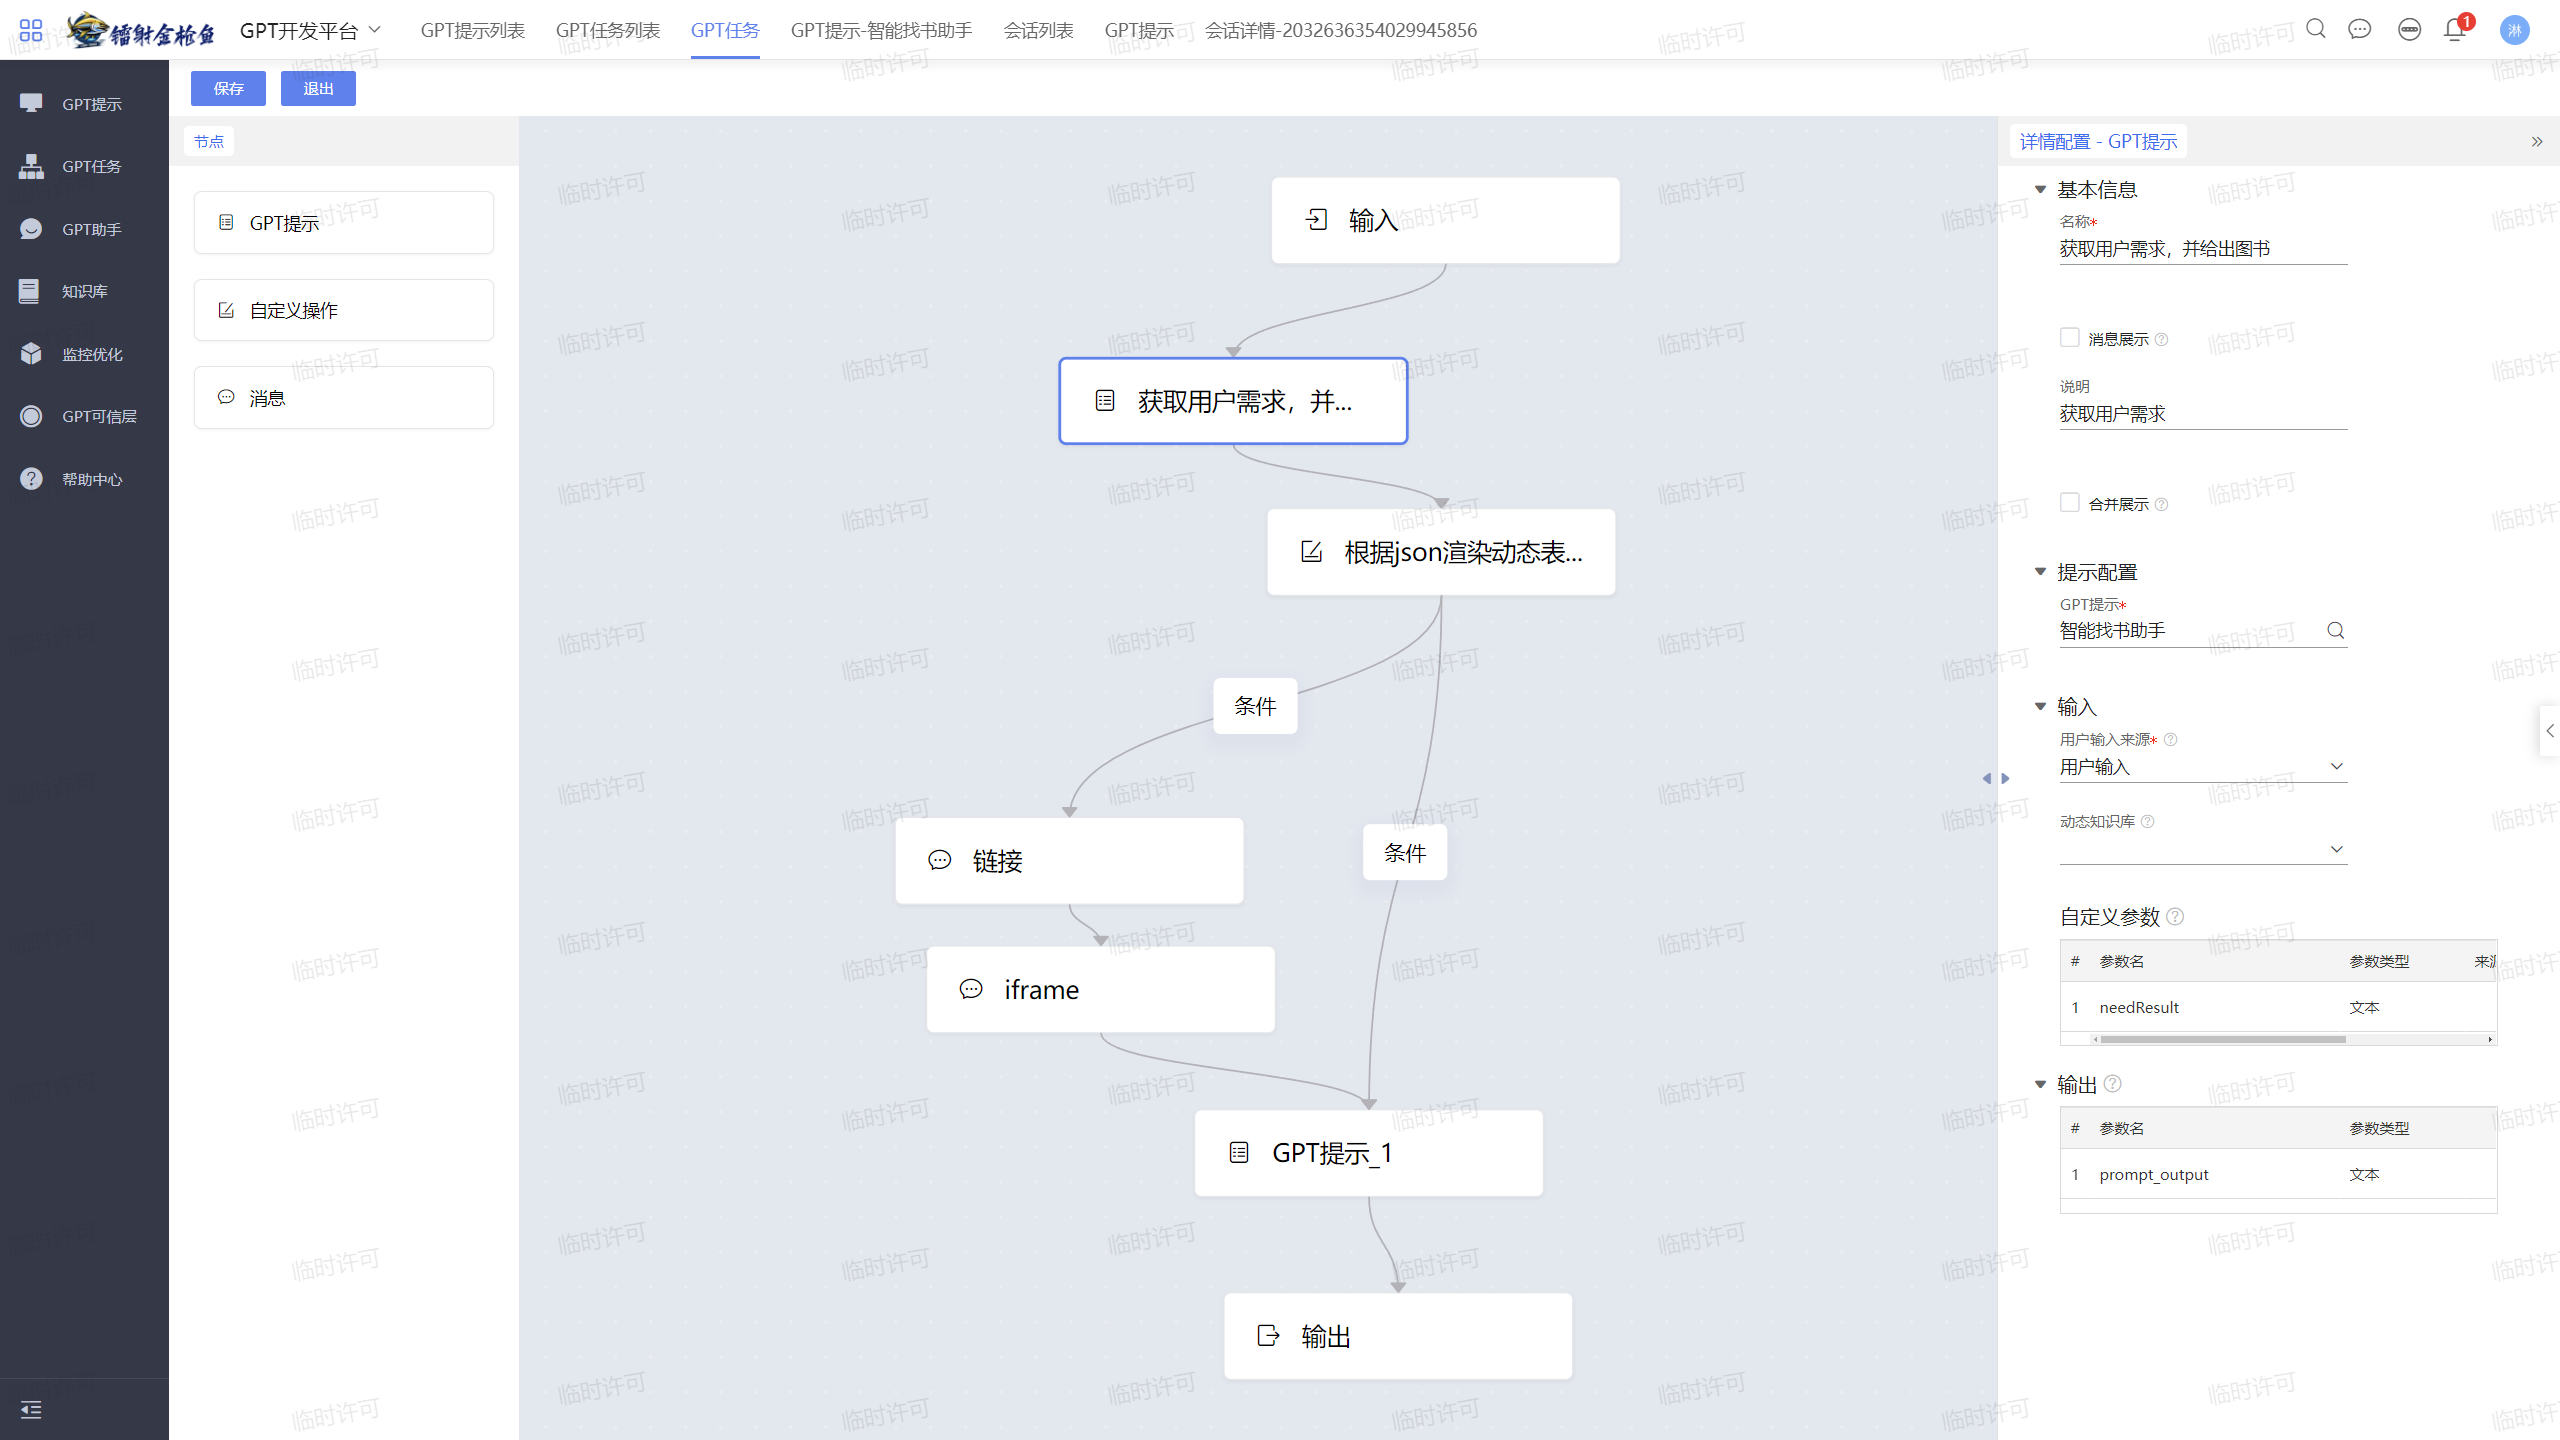 镭射金枪鱼
GPT开发平台
GPT提示列表
GPT任务列表
GPT任务
GPT提示-智能找书助手
会话列表
GPT提示
会话详情-2032636354029945856
1
淋
GPT提示
GPT任务
GPT助手
知识库
监控优化
GPT可信层
帮助中心
保存
退出
节点
GPT提示
自定义操作
消息
输入
获取用户需求，并...
根据json渲染动态表...
条件
链接
条件
iframe
GPT提示_1
输出
详情配置 - GPT提示
基本信息
名称*
获取用户需求，并给出图书
消息展示
说明
获取用户需求
合并展示
提示配置
GPT提示*
智能找书助手
输入
用户输入来源*
用户输入
动态知识库
自定义参数
# 参数名 参数类型
1 needResult 文本
输出
# 参数名 参数类型
1 prompt_output 文本
临时许可